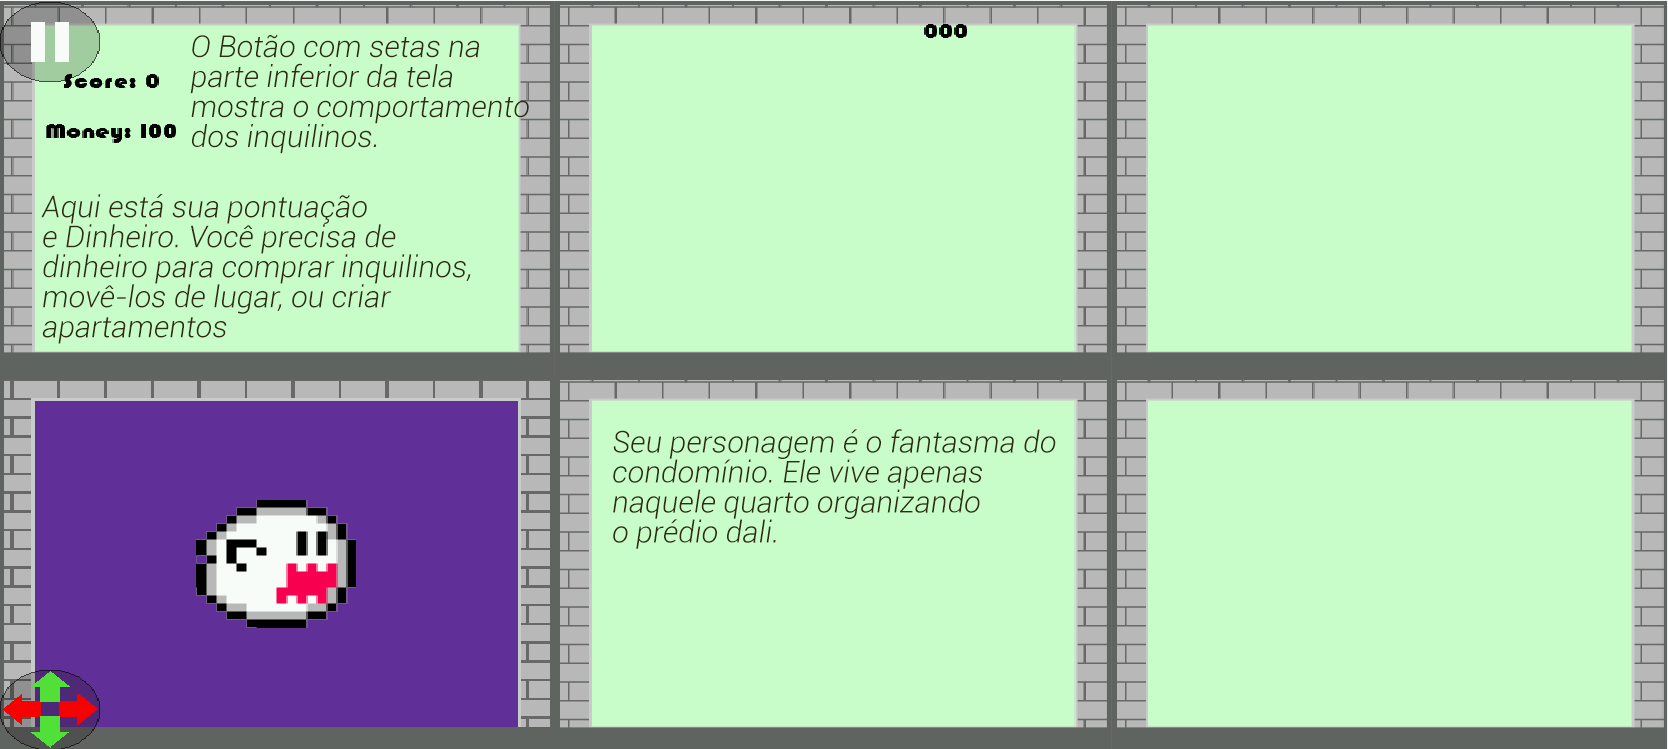 O Botão com setas na
parte inferior da tela
mostra o comportamento
dos inquilinos.
Scores: 0
Money: 100
Aqui está sua pontuação
e Dinheiro. Você precisa de
dinheiro para comprar inquilinos,
movê-los de lugar, ou criar
apartamentos
000
Seu personagem é o fantasma do
condomínio. Ele vive apenas
naquele quarto organizando
o prédio dali.